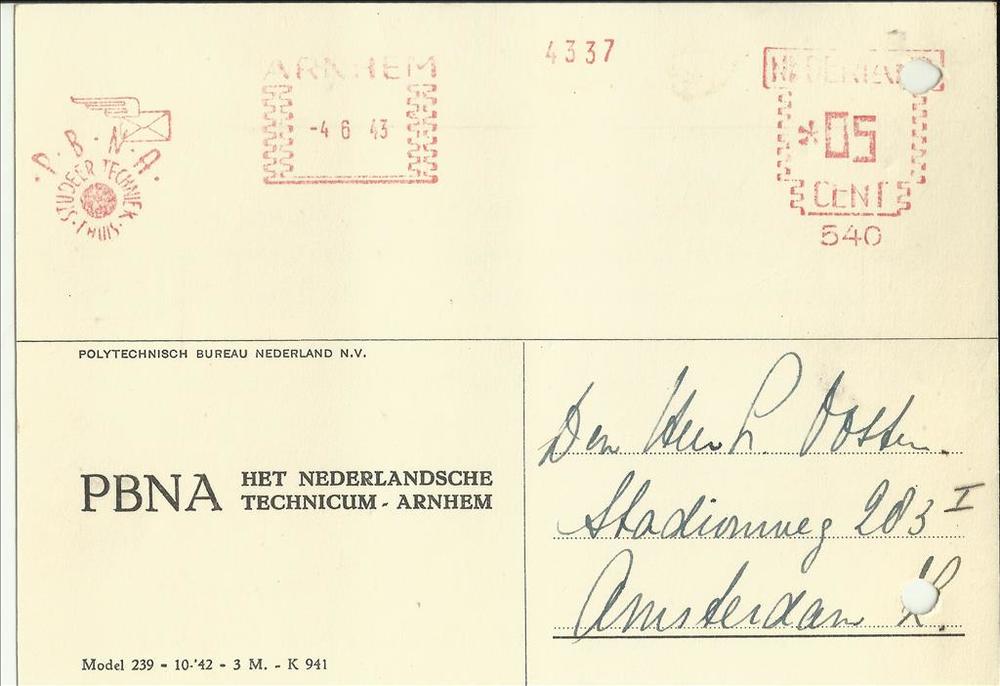 4337
ARNHEM
-4 6 43
NEDERLAND
*05
CENT
540
·P·B·N·A·
STUDEER TECHNIEK
·THUIS·
POLYTECHNISCH BUREAU NEDERLAND N.V.
PBNA HET NEDERLANDSCHE
TECHNICUM - ARNHEM
Model 239 - 10-'42 - 3 M. - K 941
Den Heer L. Oosten.
Stadionweg 203 I
Amsterdam Z.